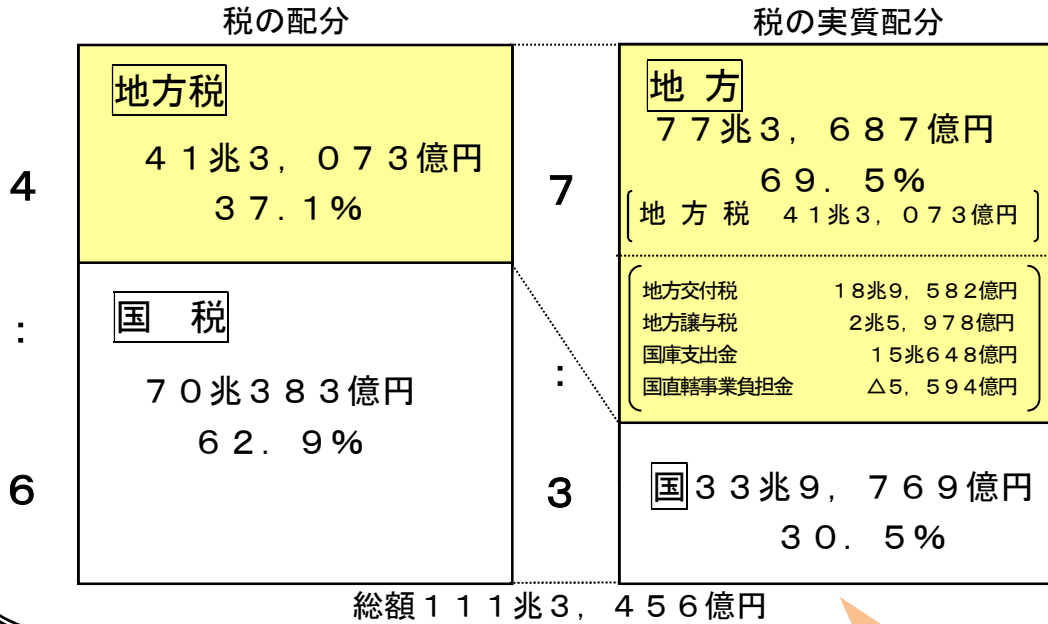 税の配分
地方税
４１兆３，０７３億円
３７．１％
国　税
７０兆３８３億円
６２．９％
４
：
６
税の実質配分
地 方
７７兆３，６８７億円
６９．５％
地 方 税　４１兆３，０７３億円
地方交付税　１８兆９，５８２億円
地方譲与税　２兆５，９７８億円
国庫支出金　１５兆６４８億円
国直轄事業負担金　△５，５９４億円
国３３兆９，７６９億円
３０．５％
７
：
３
総額１１１兆３，４５６億円